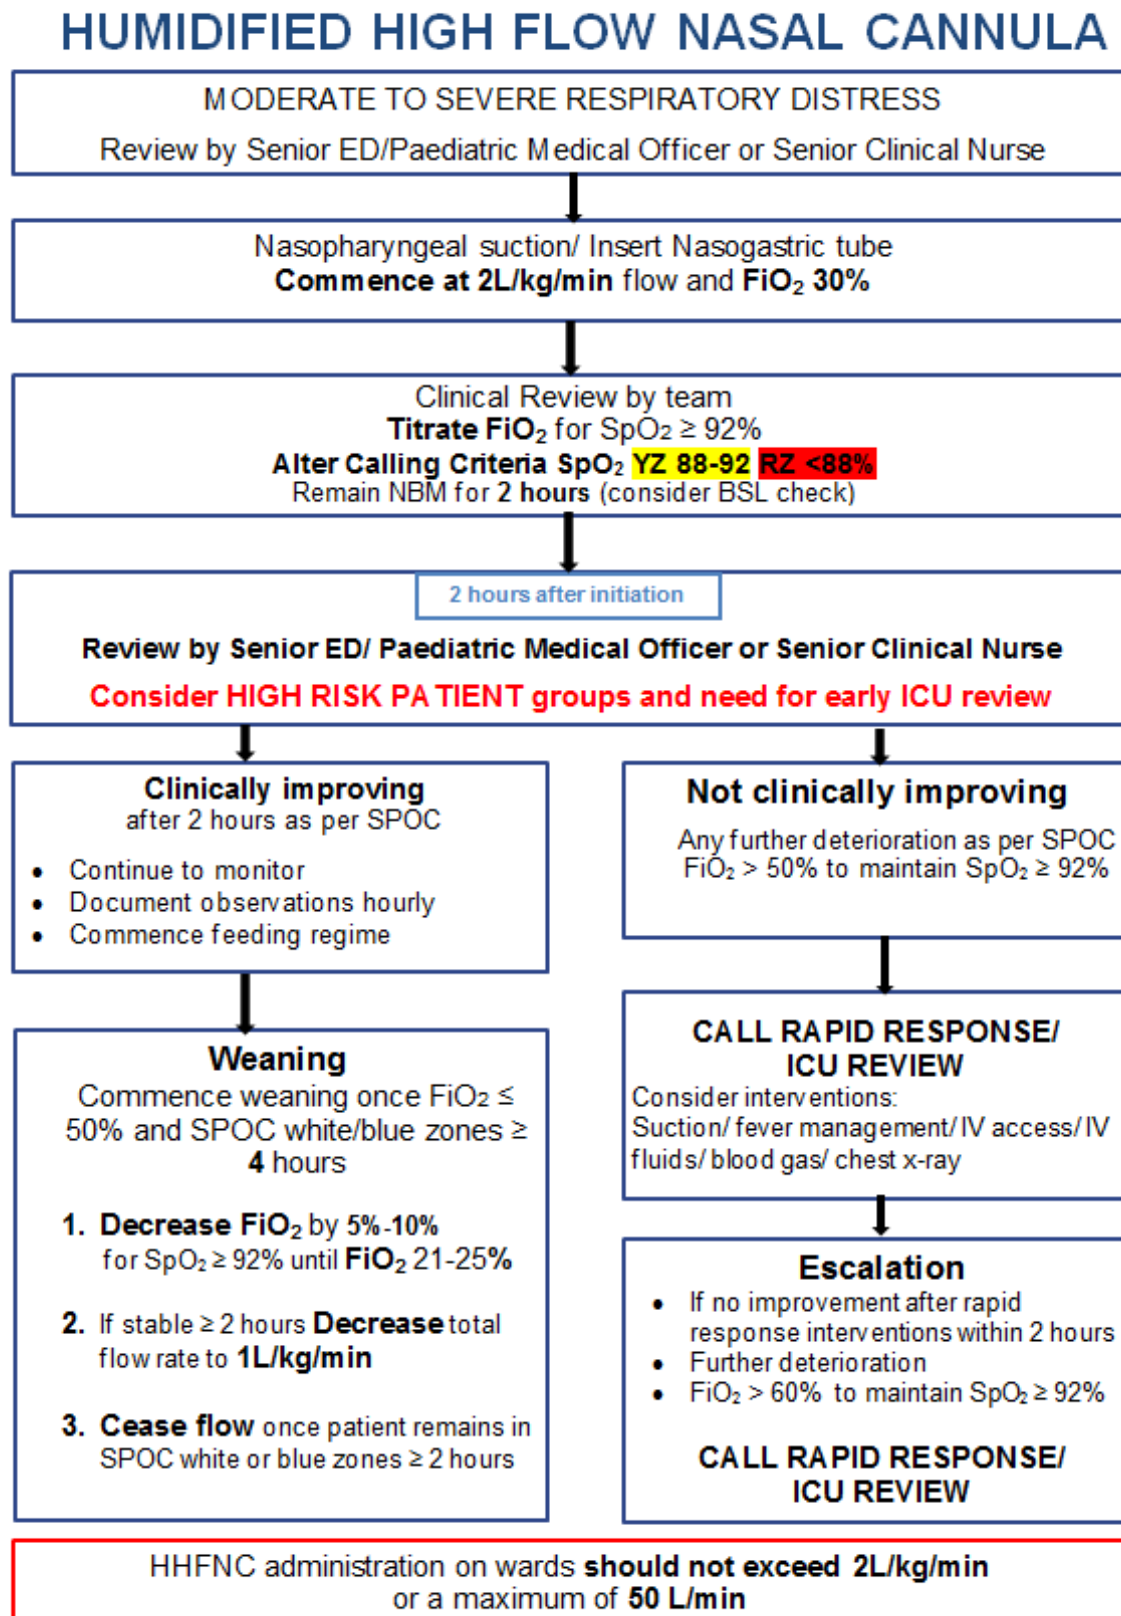 HUMIDIFIED HIGH FLOW NASAL CANNULA
MODERATE TO SEVERE RESPIRATORY DISTRESS
Review by Senior ED/Paediatric Medical Officer or Senior Clinical Nurse
Nasopharyngeal suction/ Insert Nasogastric tube
Commence at 2L/kg/min flow and FiO₂ 30%
Clinical Review by team
Titrate FiO₂ for SpO₂ ≥ 92%
Alter Calling Criteria SpO₂ YZ 88-92 RZ <88%
Remain NBM for 2 hours (consider BSL check)
2 hours after initiation
Review by Senior ED/ Paediatric Medical Officer or Senior Clinical Nurse
Consider HIGH RISK PATIENT groups and need for early ICU review
Clinically improving
after 2 hours as per SPOC
• Continue to monitor
• Document observations hourly
• Commence feeding regime
Weaning
Commence weaning once FiO₂ ≤
50% and SPOC white/blue zones ≥
4 hours
1. Decrease FiO₂ by 5%-10%
for SpO₂ ≥ 92% until FiO₂ 21-25%
2. If stable ≥ 2 hours Decrease total
flow rate to 1L/kg/min
3. Cease flow once patient remains in
SPOC white or blue zones ≥ 2 hours
Not clinically improving
Any further deterioration as per SPOC
FiO₂ > 50% to maintain SpO₂ ≥ 92%
CALL RAPID RESPONSE/
ICU REVIEW
Consider interventions:
Suction/ fever management/ IV access/ IV
fluids/ blood gas/ chest x-ray
Escalation
• If no improvement after rapid
response interventions within 2 hours
• Further deterioration
• FiO₂ > 60% to maintain SpO₂ ≥ 92%
CALL RAPID RESPONSE/
ICU REVIEW
HHFNC administration on wards should not exceed 2L/kg/min
or a maximum of 50 L/min